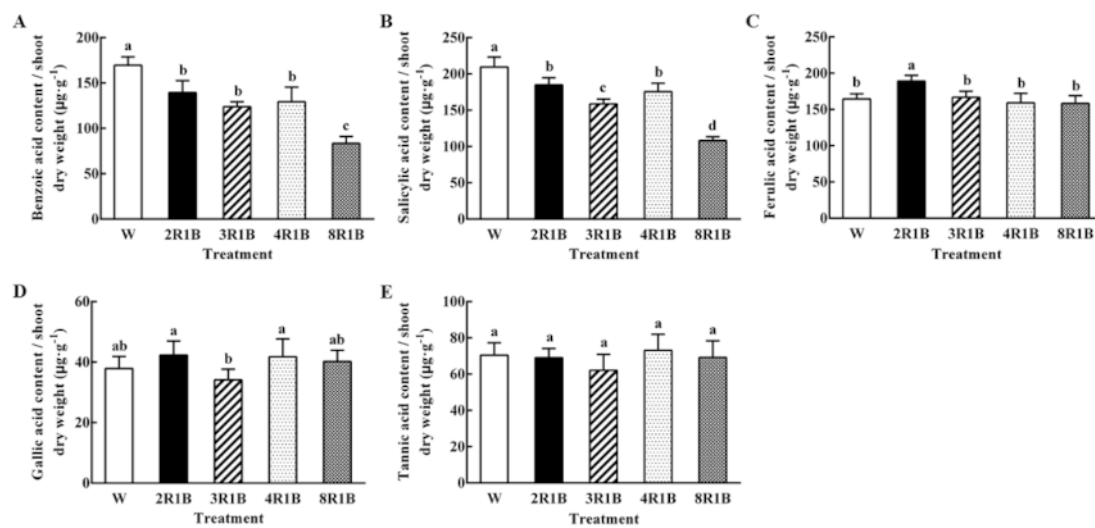 A
Benzoic acid content / shoot
dry weight (μg·g-1)
200
150
100
50
0
a
b
b
b
c
W 2R1B 3R1B 4R1B 8R1B
Treatment
B
Salicylic acid content / shoot
dry weight (μg·g-1)
250
200
150
100
50
0
a
b
c
b
d
W 2R1B 3R1B 4R1B 8R1B
Treatment
C
Ferulic acid content / shoot
dry weight (μg·g-1)
250
200
150
100
50
0
b
a
b
b
b
W 2R1B 3R1B 4R1B 8R1B
Treatment
D
Gallic acid content / shoot
dry weight (μg·g-1)
60
40
20
0
ab
a
b
a
ab
W 2R1B 3R1B 4R1B 8R1B
Treatment
E
Tannic acid content / shoot
dry weight (μg·g-1)
100
80
60
40
20
0
a
a
a
a
a
W 2R1B 3R1B 4R1B 8R1B
Treatment